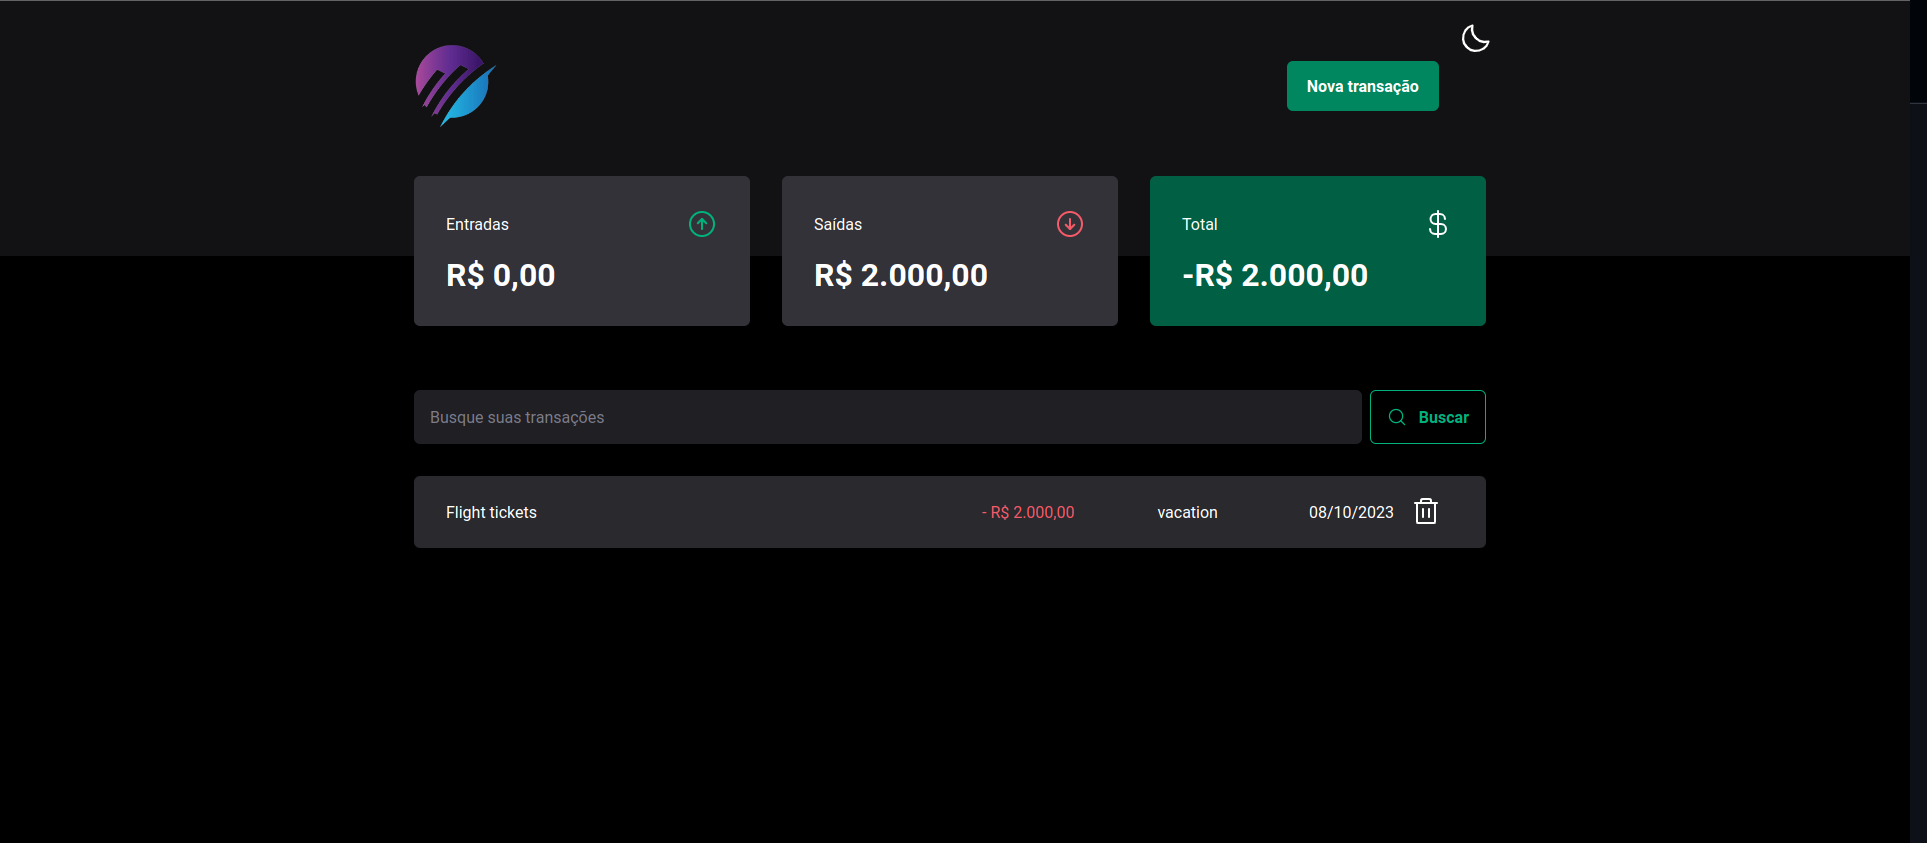 Nova transação
Entradas
R$ 0,00
Saídas
R$ 2.000,00
Total
-R$ 2.000,00
Busque suas transações
Buscar
Flight tickets - R$ 2.000,00 vacation 08/10/2023